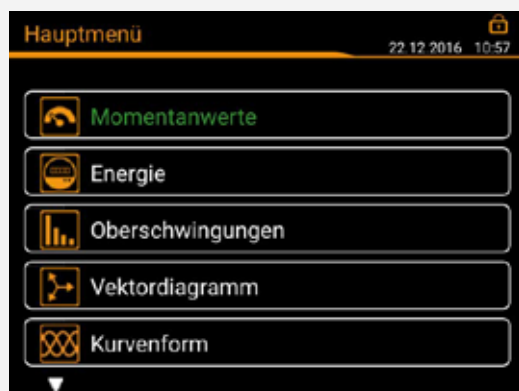 Hauptmenü
22.12.2016 10:57
Momentanwerte
Energie
Oberschwingungen
Vektordiagramm
Kurvenform